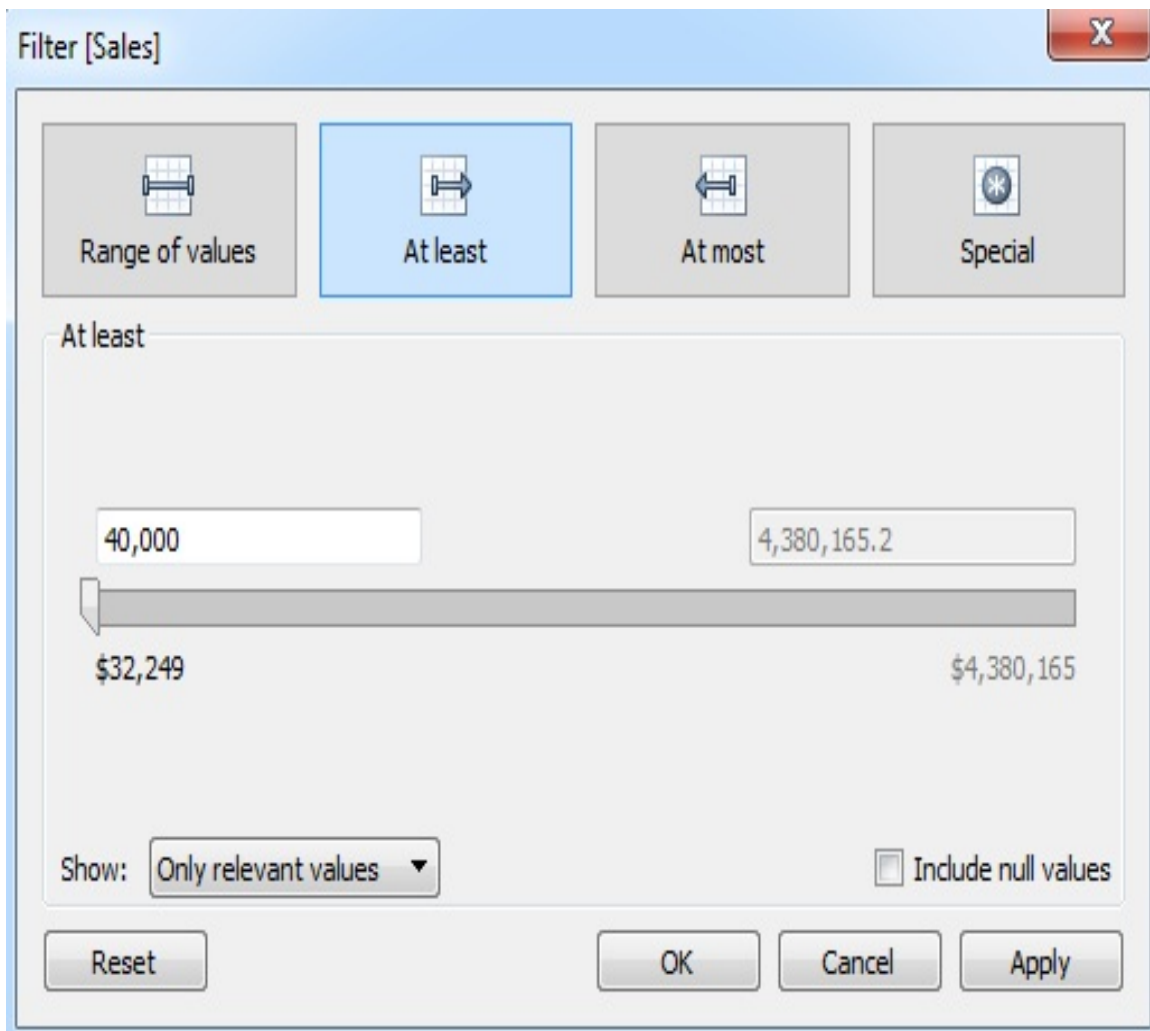 Filter [Sales]
X
Range of values
At least
At most
Special
At least
40,000
4,380,165.2
$32,249
$4,380,165
Show:
Only relevant values
Include null values
Reset
OK
Cancel
Apply